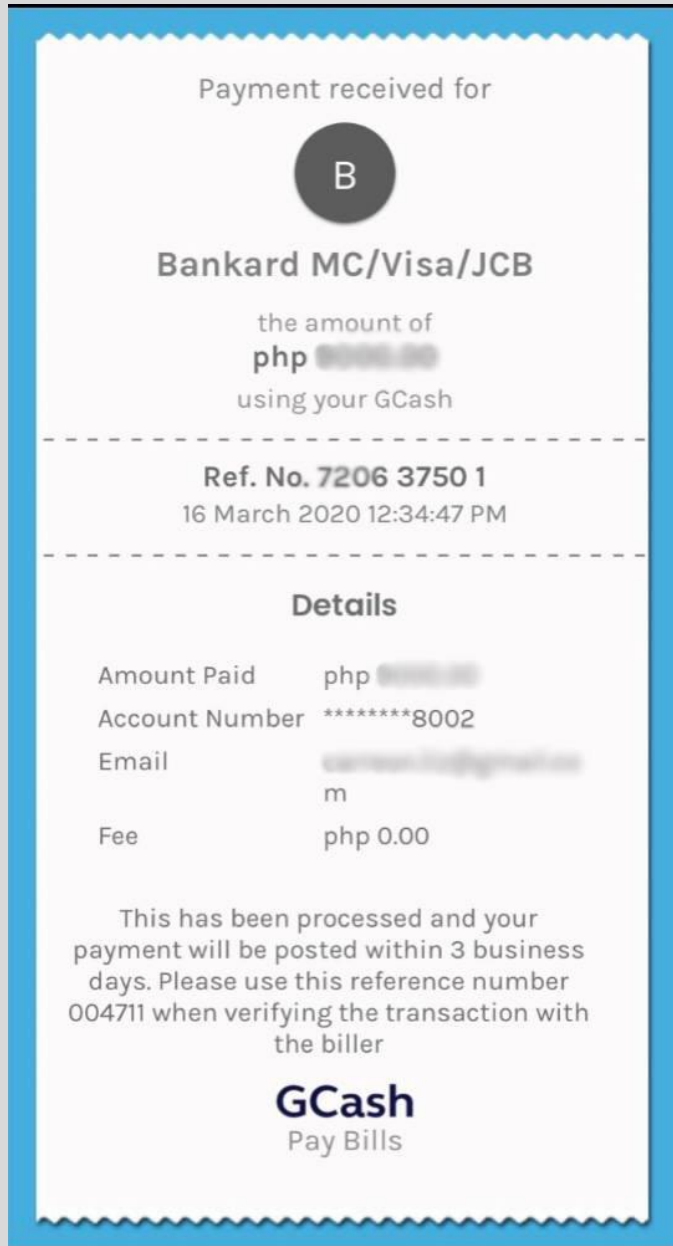 Payment received for
B
Bankard MC/Visa/JCB
the amount of
php
using your GCash
Ref. No. 7206 3750 1
16 March 2020 12:34:47 PM
Details
Amount Paid php
Account Number ********8002
Email
m
Fee php 0.00
This has been processed and your
payment will be posted within 3 business
days. Please use this reference number
004711 when verifying the transaction with
the biller
GCash
Pay Bills